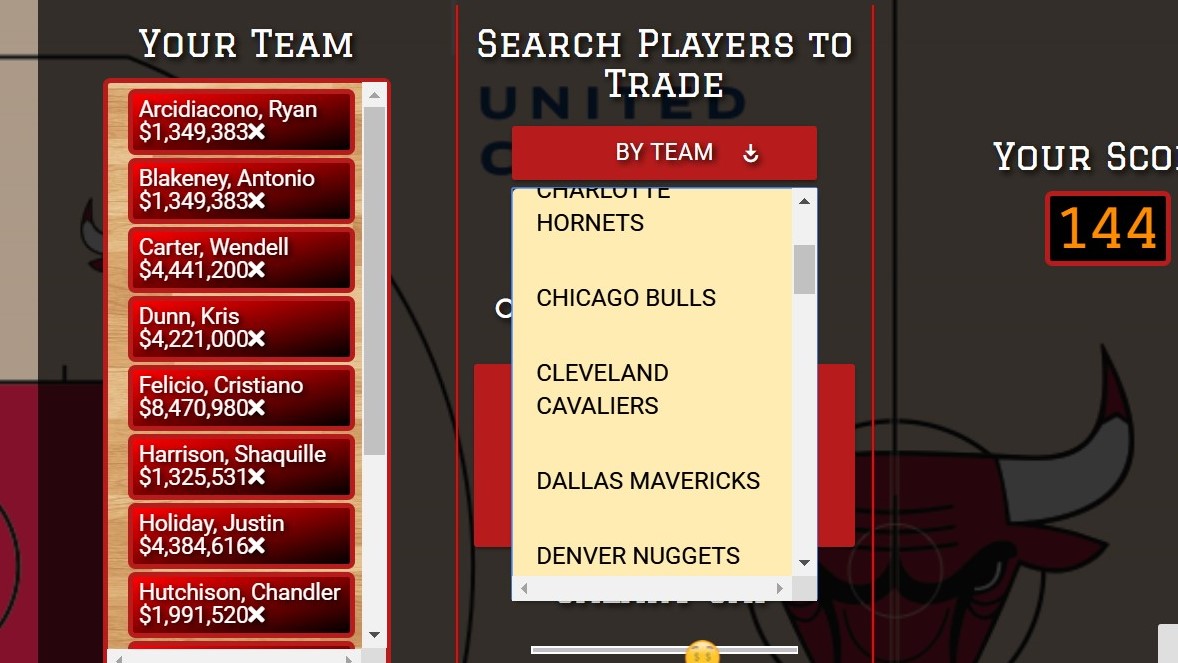 Your Team
Arcidiacono, Ryan
$1,349,383✕
Blakeney, Antonio
$1,349,383✕
Carter, Wendell
$4,441,200✕
Dunn, Kris
$4,221,000✕
Felicio, Cristiano
$8,470,980✕
Harrison, Shaquille
$1,325,531✕
Holiday, Justin
$4,384,616✕
Hutchison, Chandler
$1,991,520✕
Search Players to
Trade
UNITED
C
BY TEAM
CHARLOTTE
HORNETS
CHICAGO BULLS
CLEVELAND
CAVALIERS
DALLAS MAVERICKS
DENVER NUGGETS
Your Sco
144